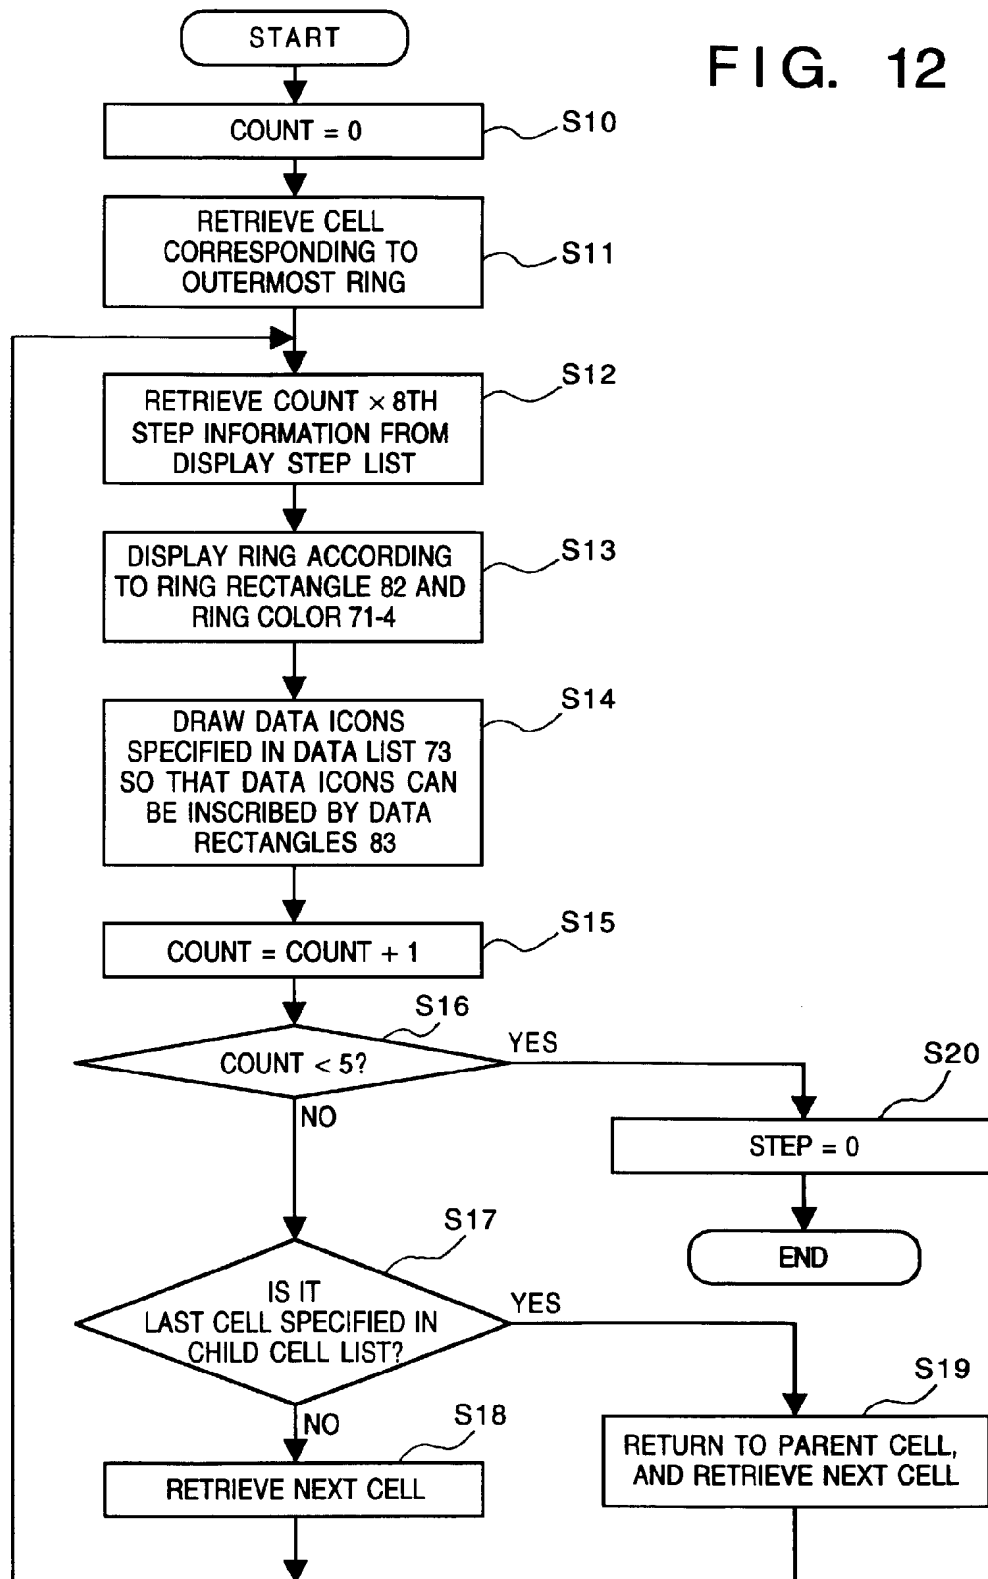 FIG. 12
START
COUNT = 0
S10
RETRIEVE CELL
CORRESPONDING TO
OUTERMOST RING
S11
RETRIEVE COUNT × 8TH
STEP INFORMATION FROM
DISPLAY STEP LIST
S12
DISPLAY RING ACCORDING
TO RING RECTANGLE 82 AND
RING COLOR 71-4
S13
DRAW DATA ICONS
SPECIFIED IN DATA LIST 73
SO THAT DATA ICONS CAN
BE INSCRIBED BY DATA
RECTANGLES 83
S14
COUNT = COUNT + 1
S15
S16
COUNT < 5?
YES
NO
S20
STEP = 0
END
S17
IS IT
LAST CELL SPECIFIED IN
CHILD CELL LIST?
YES
NO
S18
RETRIEVE NEXT CELL
S19
RETURN TO PARENT CELL,
AND RETRIEVE NEXT CELL